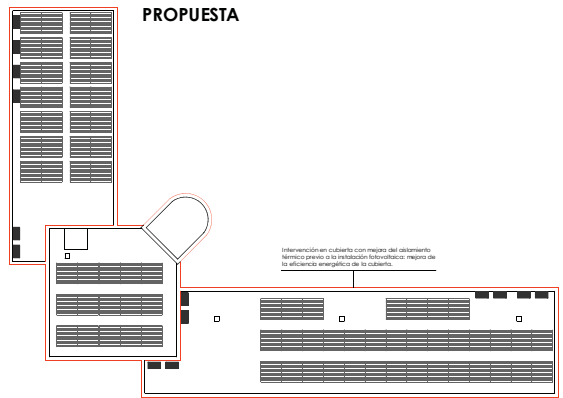 PROPUESTA
Intervención en cubierta con mejora del aislamiento
térmico previo a la instalación fotovoltaica: mejora de
la eficiencia energética de la cubierta.